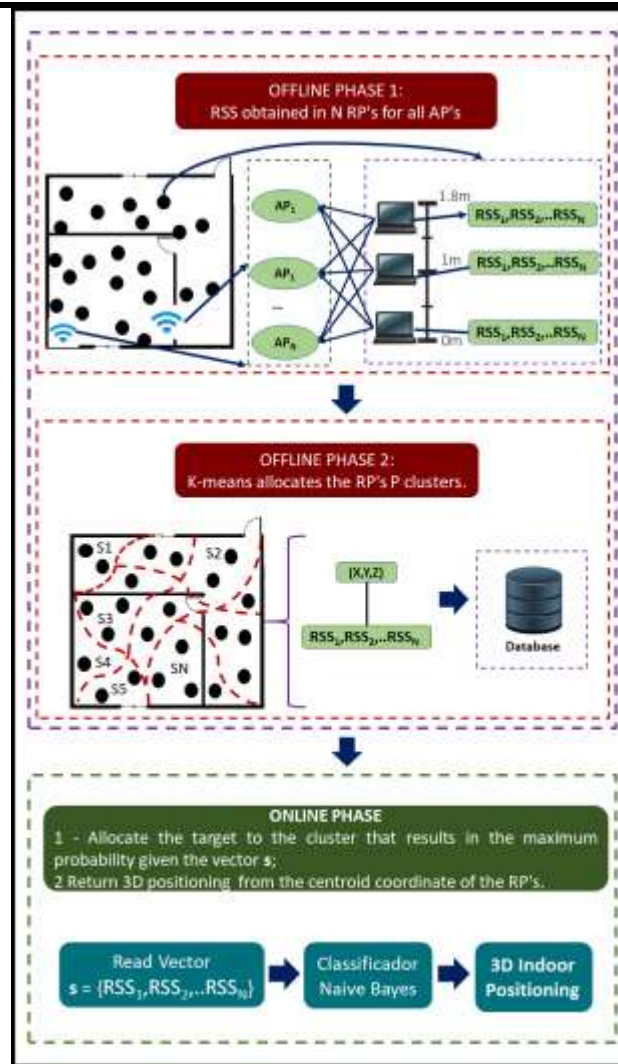 OFFLINE PHASE 1:
RSS obtained in N RP's for all AP's
AP₁
AP₁
...
APₙ
1.8m
1m
0m
RSS₁,RSS₂,..RSSₙ
RSS₁,RSS₂,..RSSₙ
RSS₁,RSS₂,..RSSₙ
OFFLINE PHASE 2:
K-means allocates the RP's P clusters.
S1
S2
S3
S4
S5
SN
(X,Y,Z)
RSS₁,RSS₂,..RSSₙ
Database
ONLINE PHASE
1 - Allocate the target to the cluster that results in the maximum
probability given the vector s;
2 Return 3D positioning from the centroid coordinate of the RP's.
Read Vector
s = {RSS₁,RSS₂,..RSSₙ}
Classificador
Naive Bayes
3D Indoor
Positioning